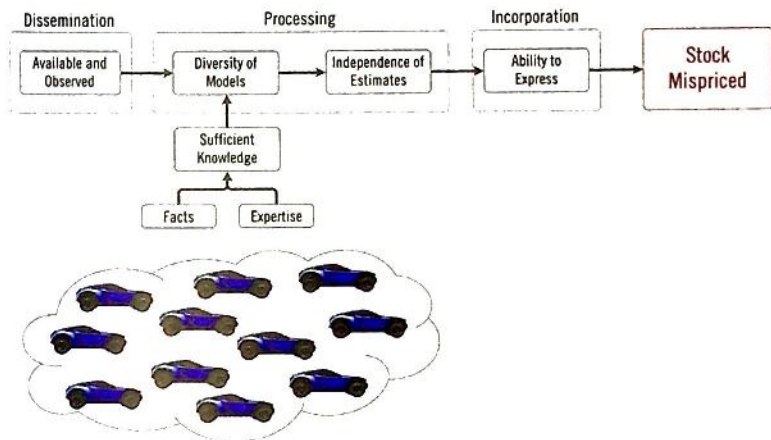 Dissemination
Processing
Incorporation
Available and
Observed
Diversity of
Models
Independence of
Estimates
Ability to
Express
Stock
Mispriced
Sufficient
Knowledge
Facts
Expertise